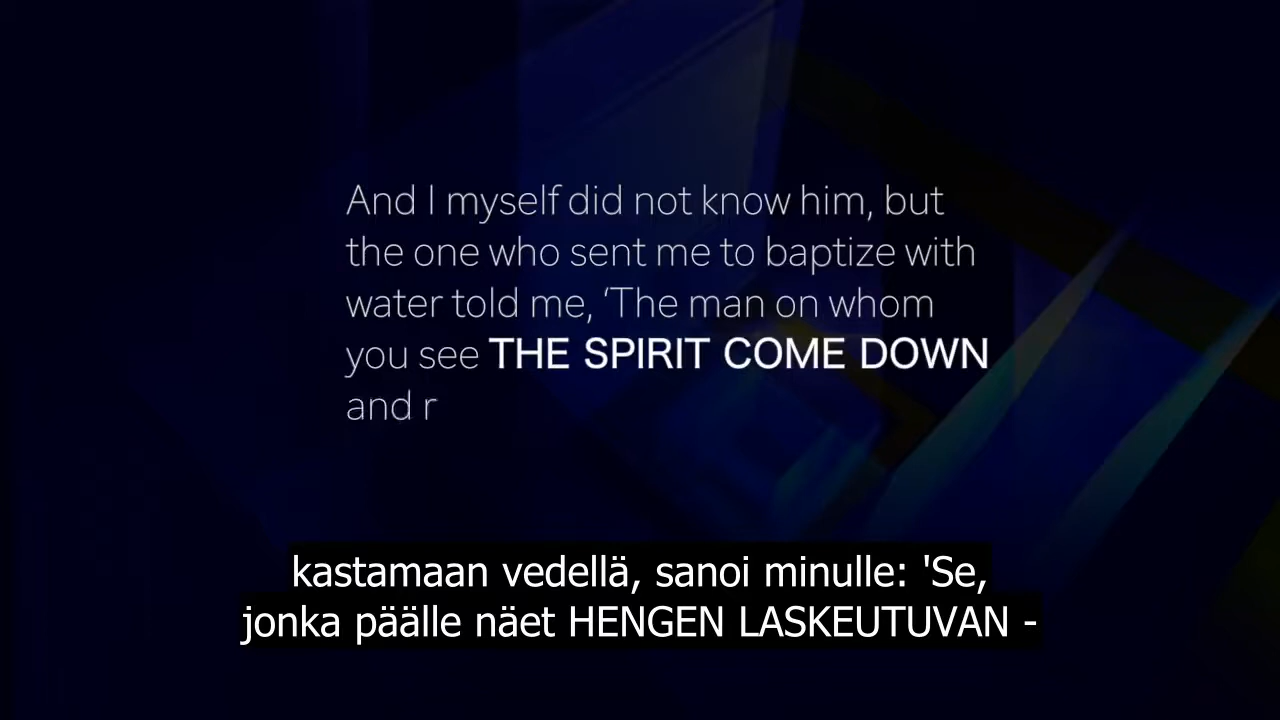 And I myself did not know him, but
the one who sent me to baptize with
water told me, ‘The man on whom
you see THE SPIRIT COME DOWN
and r
kastamaan vedellä, sanoi minulle: 'Se,
jonka päälle näet HENGEN LASKEUTUVAN -